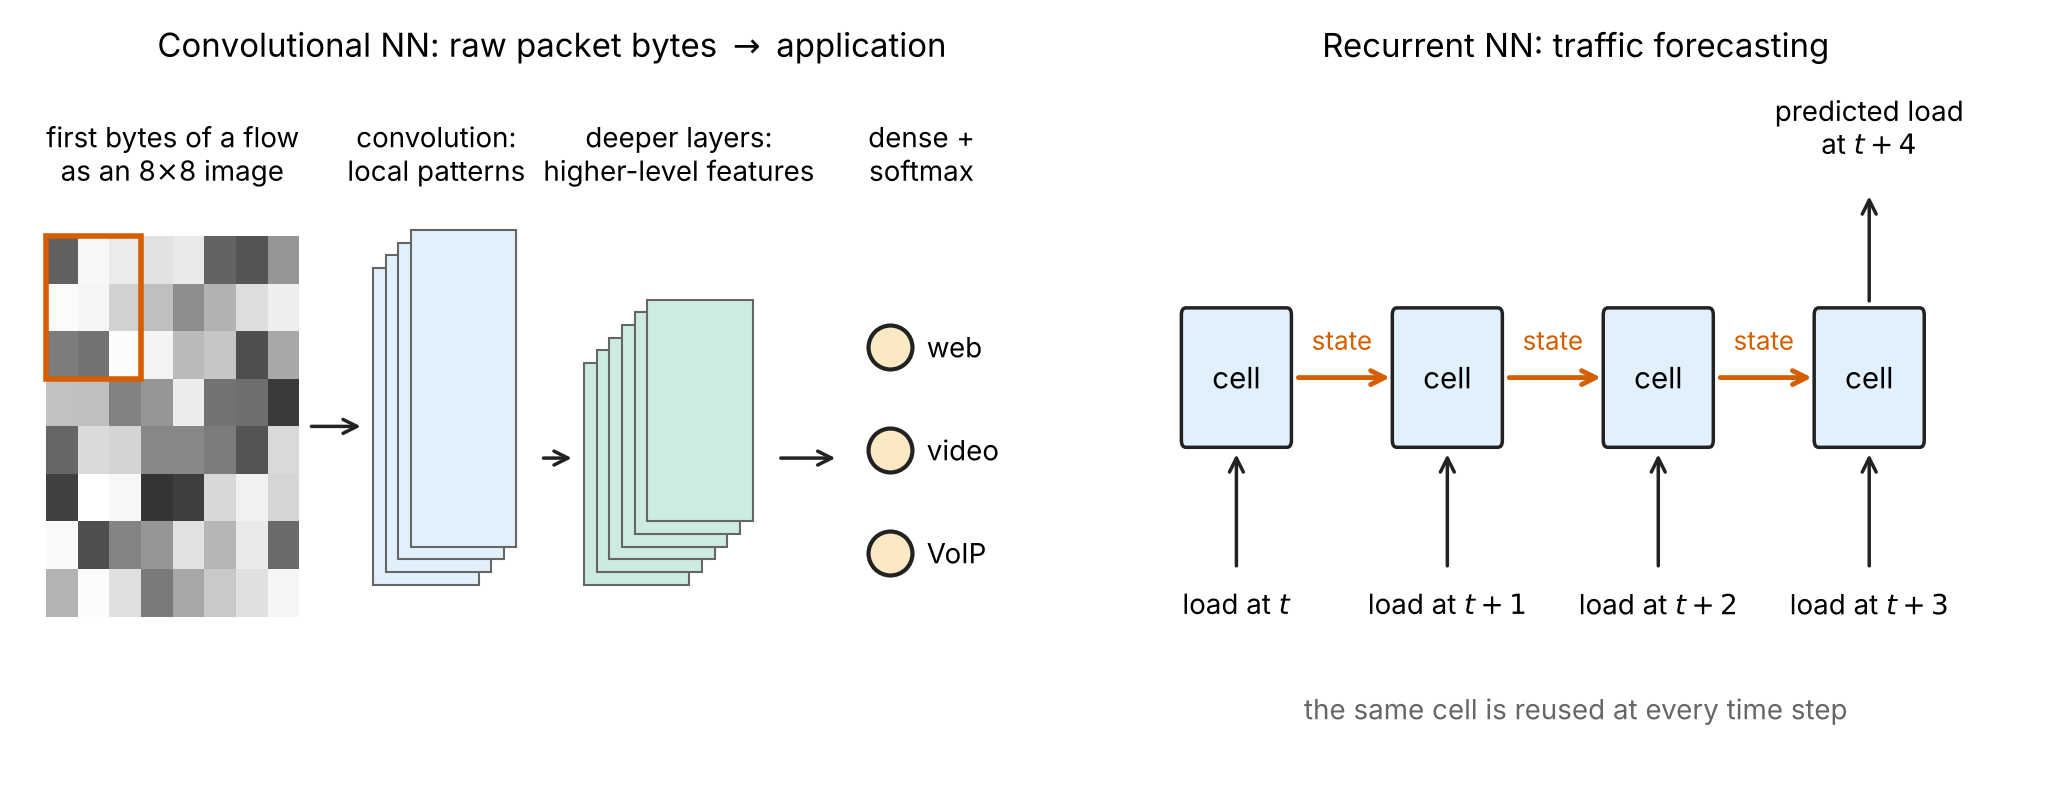 Convolutional NN: raw packet bytes → application
first bytes of a flow
as an 8×8 image
convolution:
local patterns
deeper layers:
higher-level features
dense +
softmax
web
video
VoIP
Recurrent NN: traffic forecasting
predicted load
at t + 4
cell
state
cell
state
cell
state
cell
load at t
load at t + 1
load at t + 2
load at t + 3
the same cell is reused at every time step